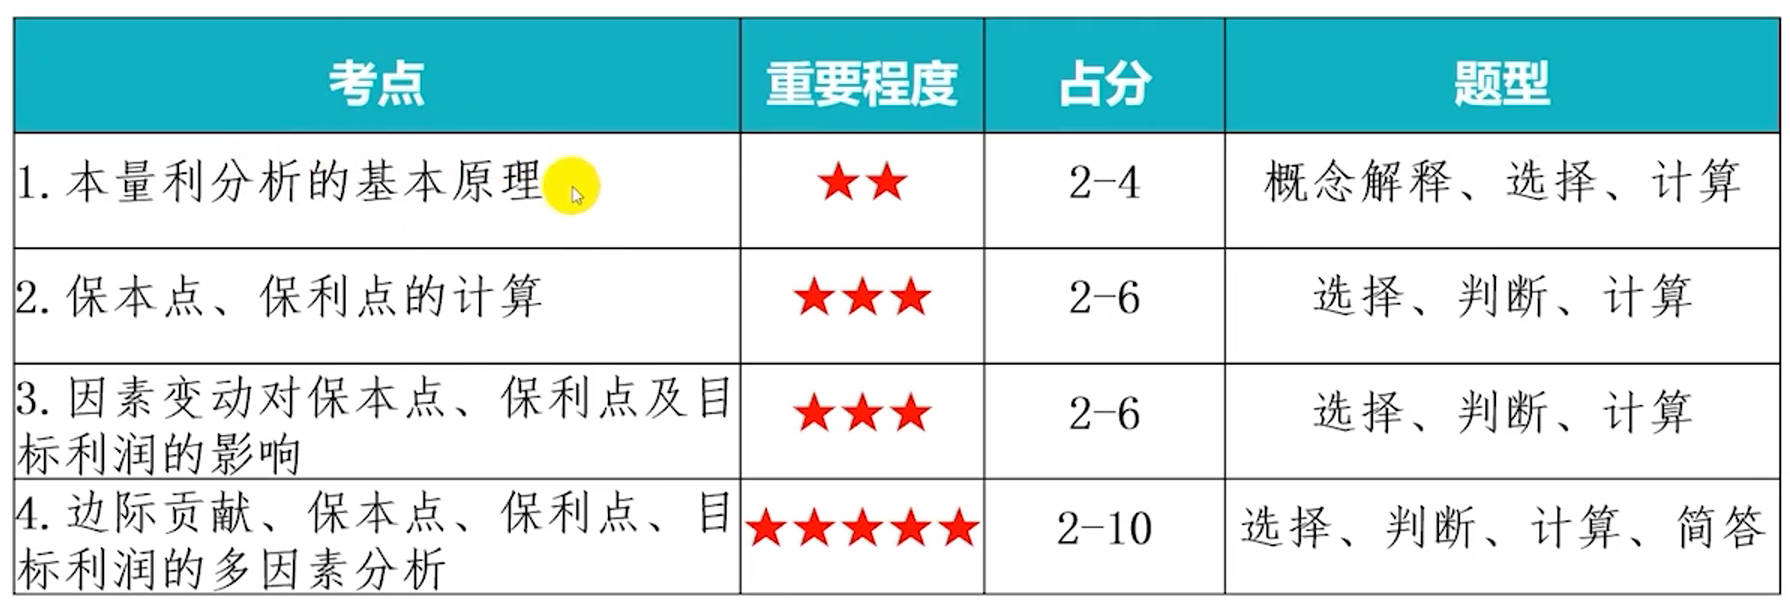 考点 重要程度 占分 题型
1.本量利分析的基本原理 ★★ 2-4 概念解释、选择、计算
2.保本点、保利点的计算 ★★★ 2-6 选择、判断、计算
3.因素变动对保本点、保利点及目
标利润的影响 ★★★ 2-6 选择、判断、计算
4.边际贡献、保本点、保利点、目
标利润的多因素分析 ★★★★★ 2-10 选择、判断、计算、简答